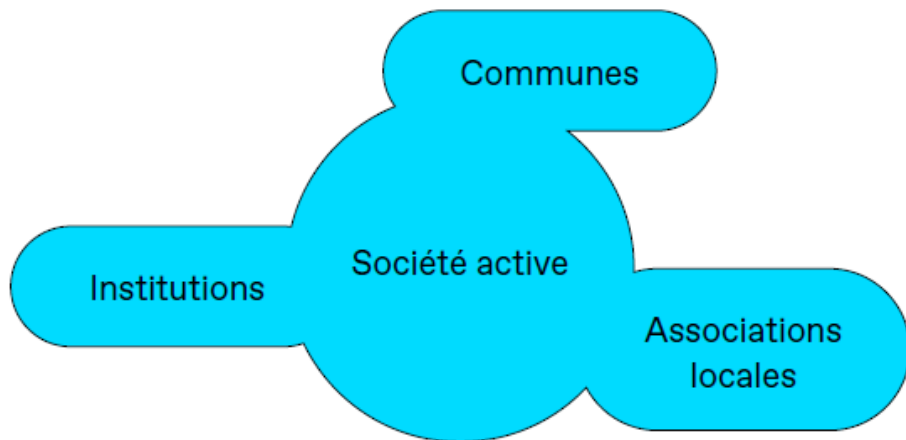 Communes
Société active
Institutions
Associations
locales